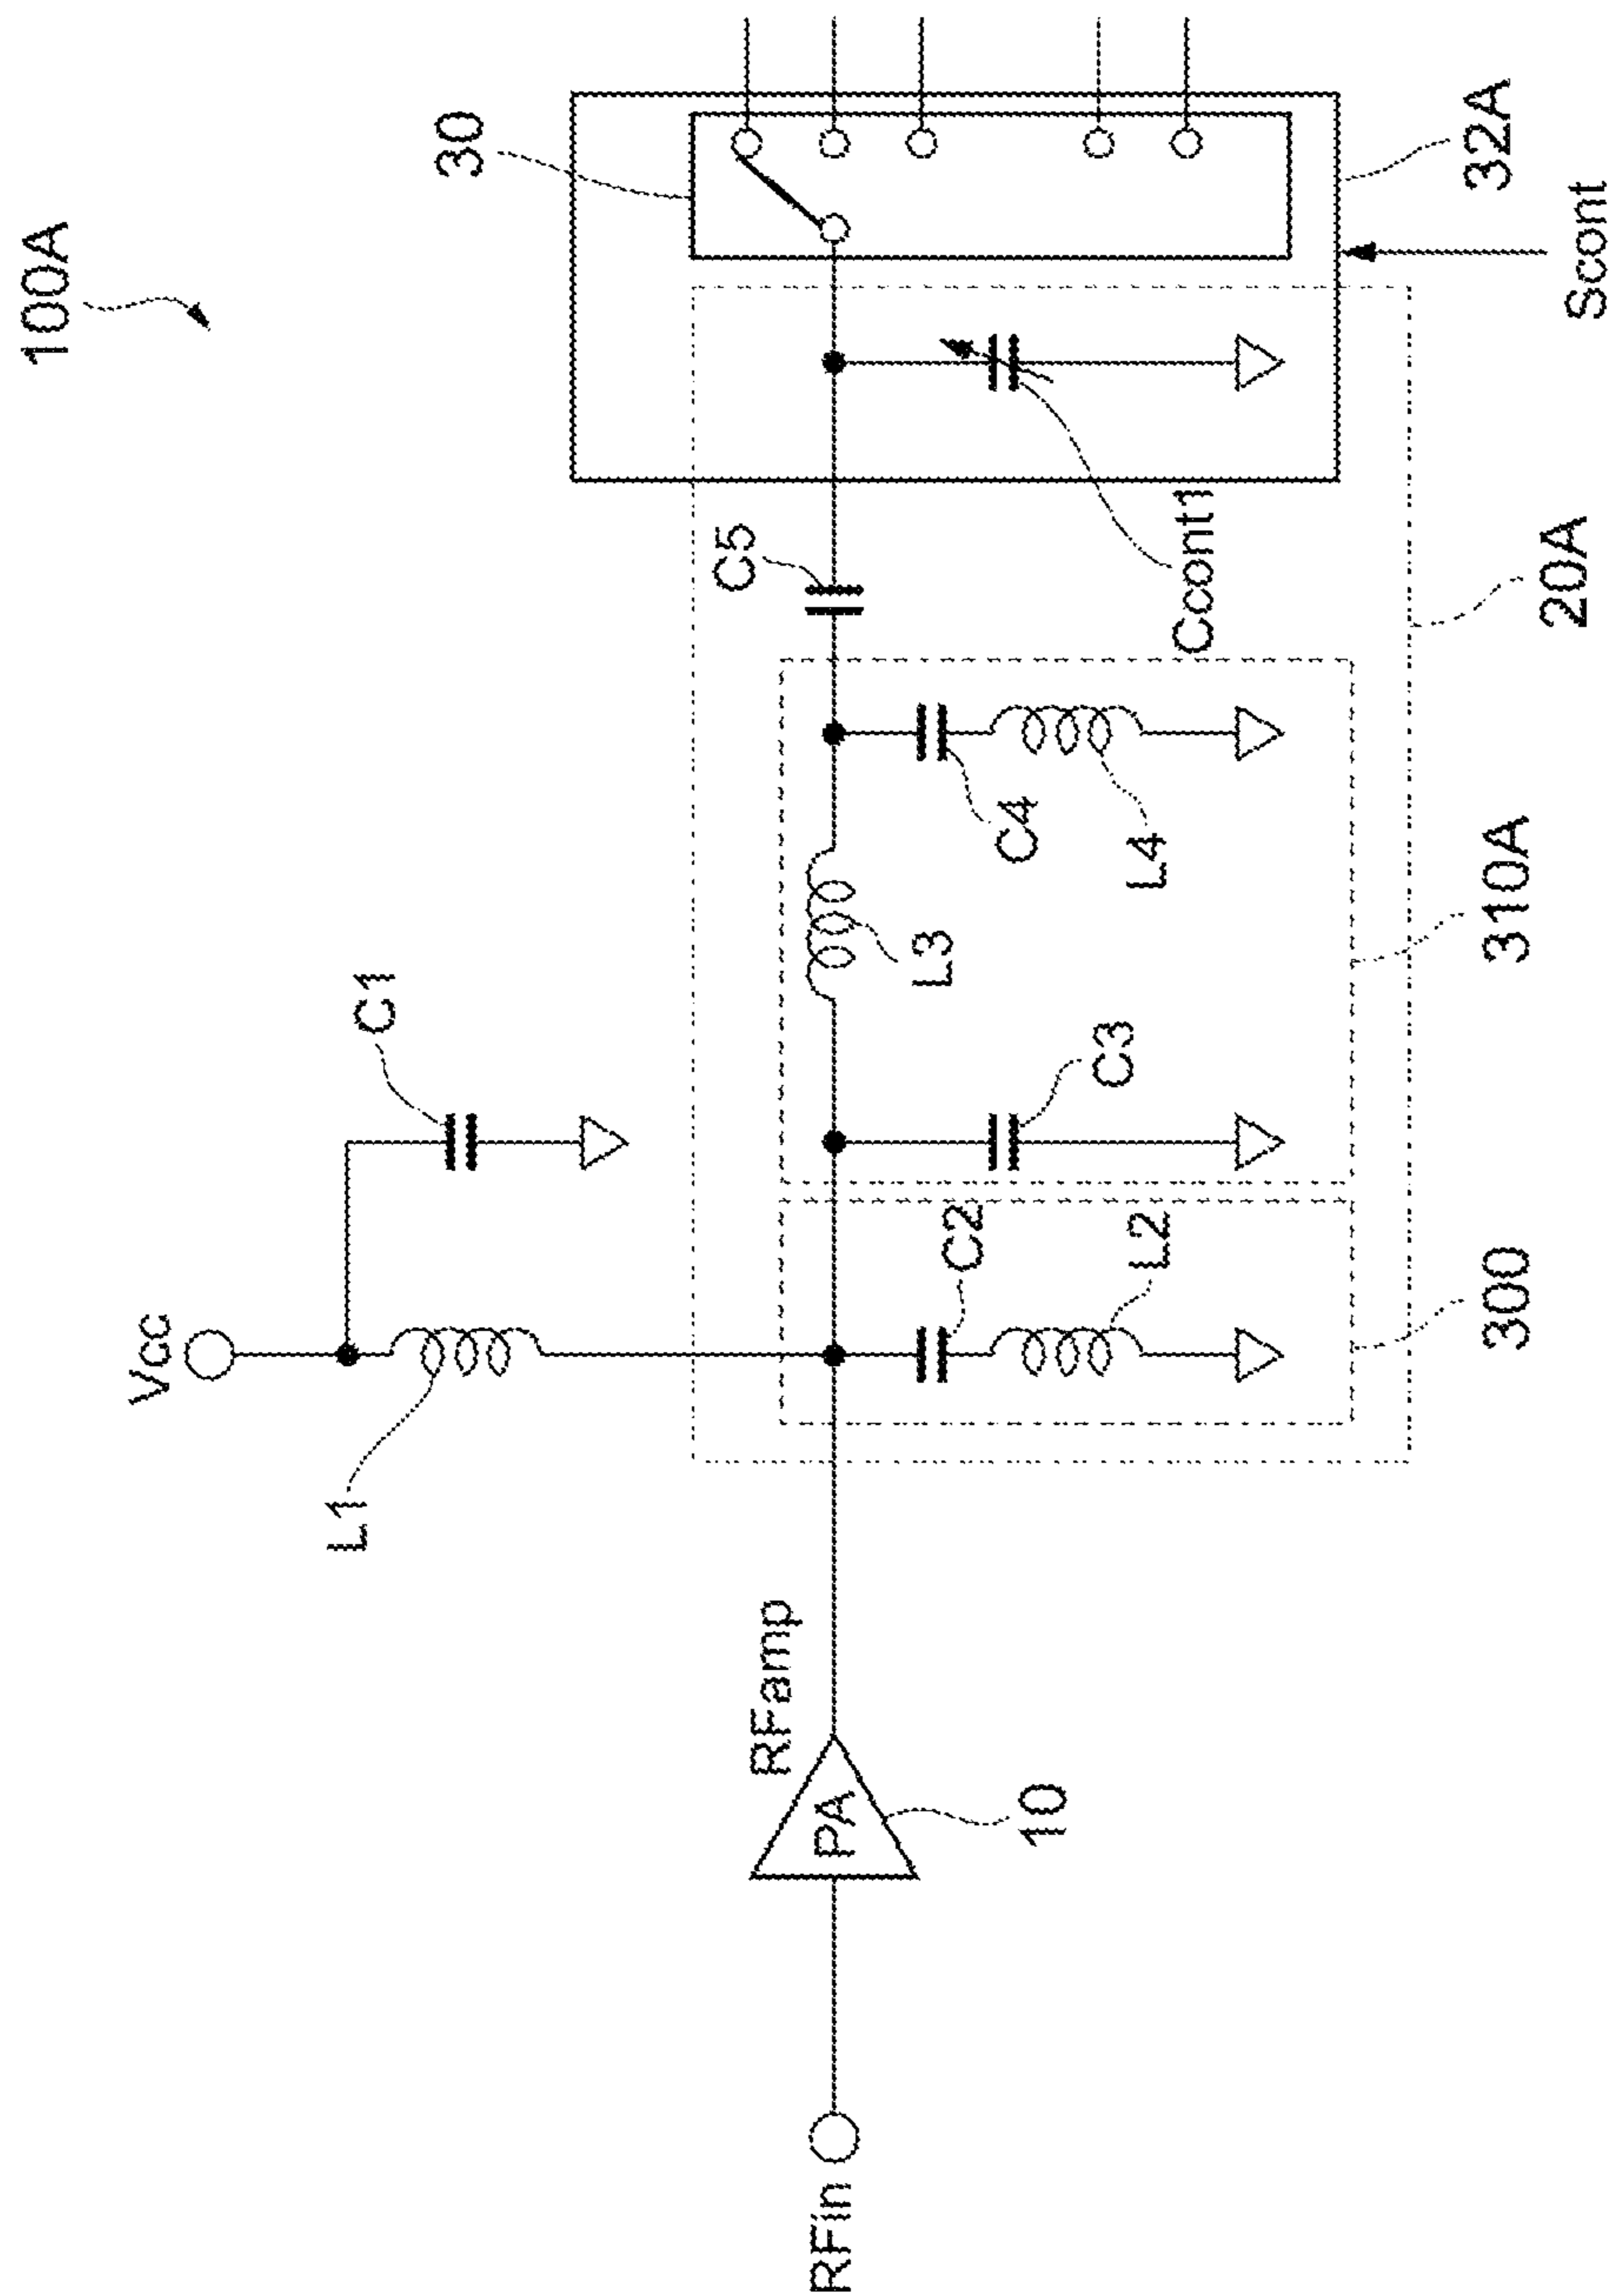 100A
Vcc
C1
30
L1
RFamp
C5
RFin
PA
10
C2
L2
C3
L3
C4
L4
Ccont1
300
310A
20A
32A
Scont